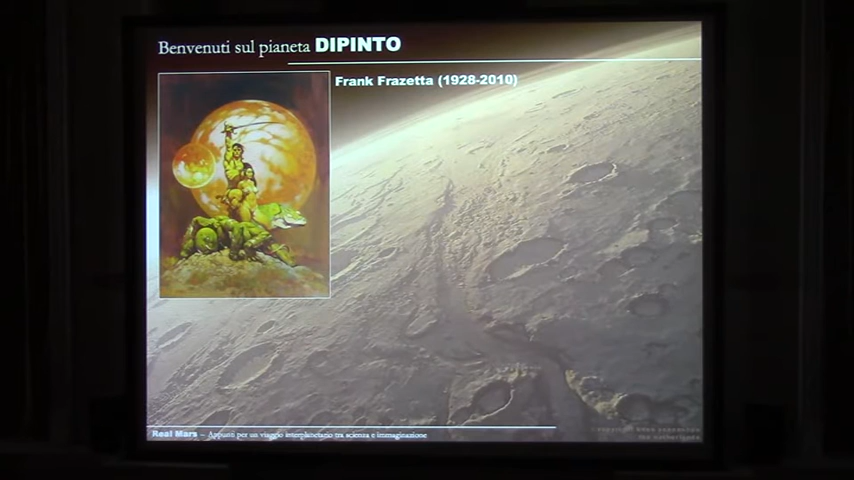 Benvenuti sul pianeta DIPINTO
Frank Frazetta (1928-2010)
Real Mars – Appunti per un viaggio interplanetario tra scienza e immaginazione